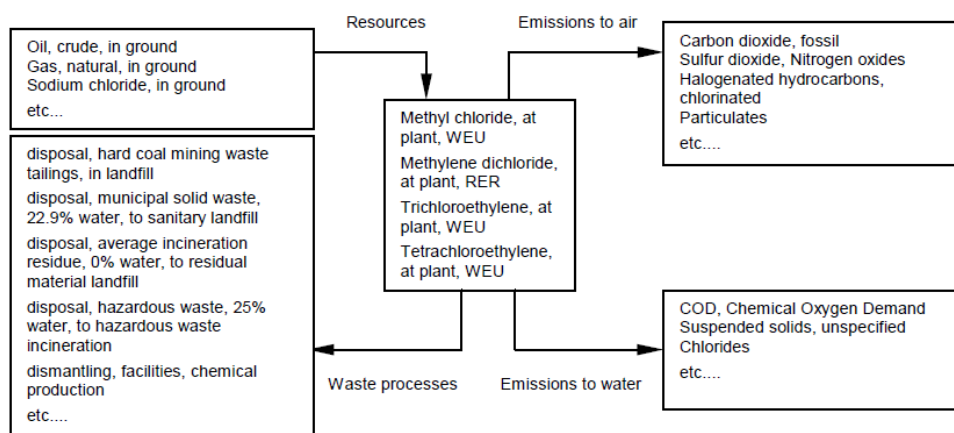 Resources
Emissions to air
Oil, crude, in ground
Gas, natural, in ground
Sodium chloride, in ground
etc...
Carbon dioxide, fossil
Sulfur dioxide, Nitrogen oxides
Halogenated hydrocarbons,
chlorinated
Particulates
etc....
Methyl chloride, at
plant, WEU
Methylene dichloride,
at plant, RER
Trichloroethylene, at
plant, WEU
Tetrachloroethylene,
at plant, WEU
disposal, hard coal mining waste
tailings, in landfill
disposal, municipal solid waste,
22.9% water, to sanitary landfill
disposal, average incineration
residue, 0% water, to residual
material landfill
disposal, hazardous waste, 25%
water, to hazardous waste
incineration
dismantling, facilities, chemical
production
etc....
COD, Chemical Oxygen Demand
Suspended solids, unspecified
Chlorides
etc....
Waste processes
Emissions to water